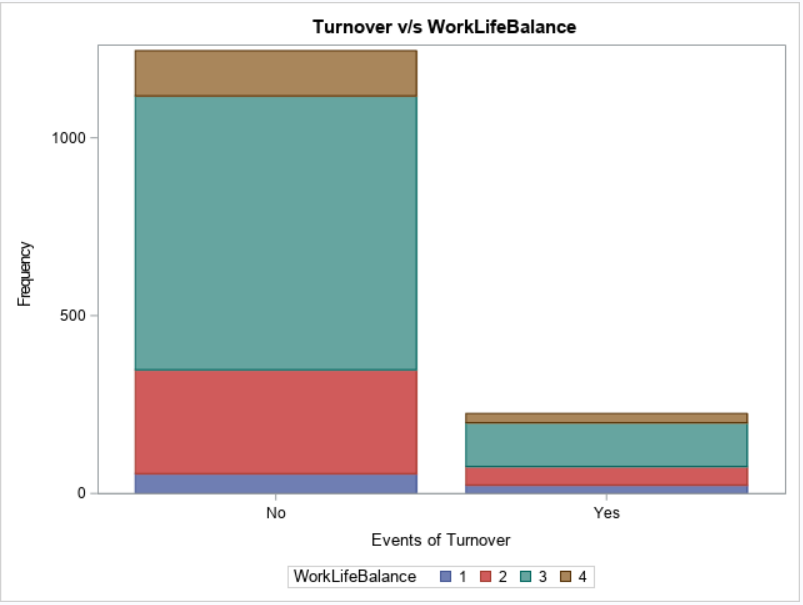 Turnover v/s WorkLifeBalance
1000
500
0
Frequency
No Yes
Events of Turnover
WorkLifeBalance 1 2 3 4